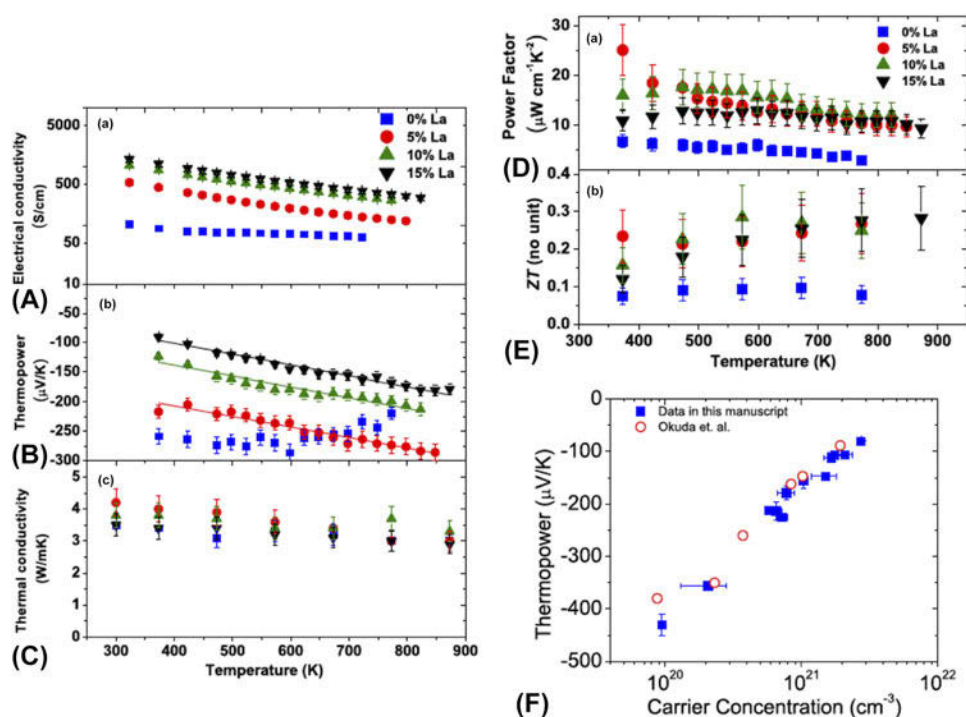 (a)
5000
500
50
10
Electrical conductivity
(S/cm)
0% La
5% La
10% La
15% La
(A)
(b)
-50
-100
-150
-200
-250
-300
Thermopower
(μV/K)
(B)
(c)
5
4
3
2
1
0
Thermal conductivity
(W/mK)
300 400 500 600 700 800 900
Temperature (K)
(C)
(a)
30
20
10
0.4
Power Factor
(μW cm⁻¹K⁻²)
0% La
5% La
10% La
15% La
(D)
(b)
0.3
0.2
0.1
0.0
ZT (no unit)
300 400 500 600 700 800 900
Temperature (K)
(E)
0
-100
-200
-300
-400
-500
Thermopower (μV/K)
Data in this manuscript
Okuda et. al.
10²⁰ 10²¹ 10²²
Carrier Concentration (cm⁻³)
(F)